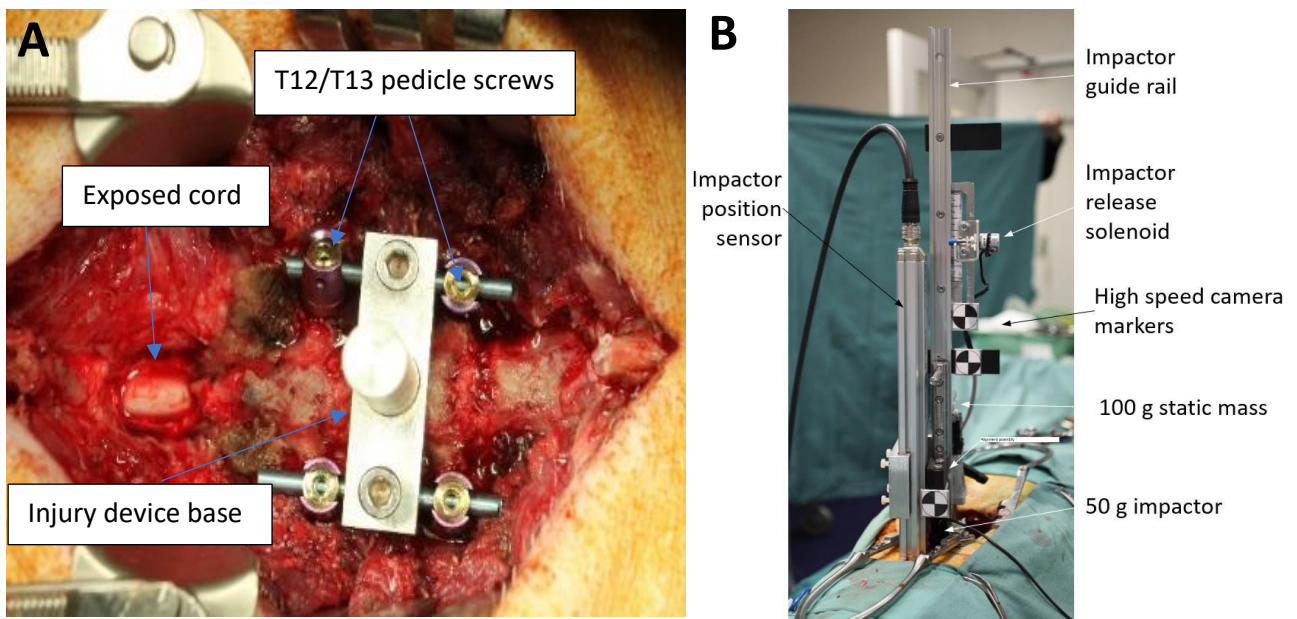 A
T12/T13 pedicle screws
Exposed cord
Injury device base
B
Impactor
guide rail
Impactor
release
solenoid
Impactor
position
sensor
High speed camera
markers
100 g static mass
50 g impactor